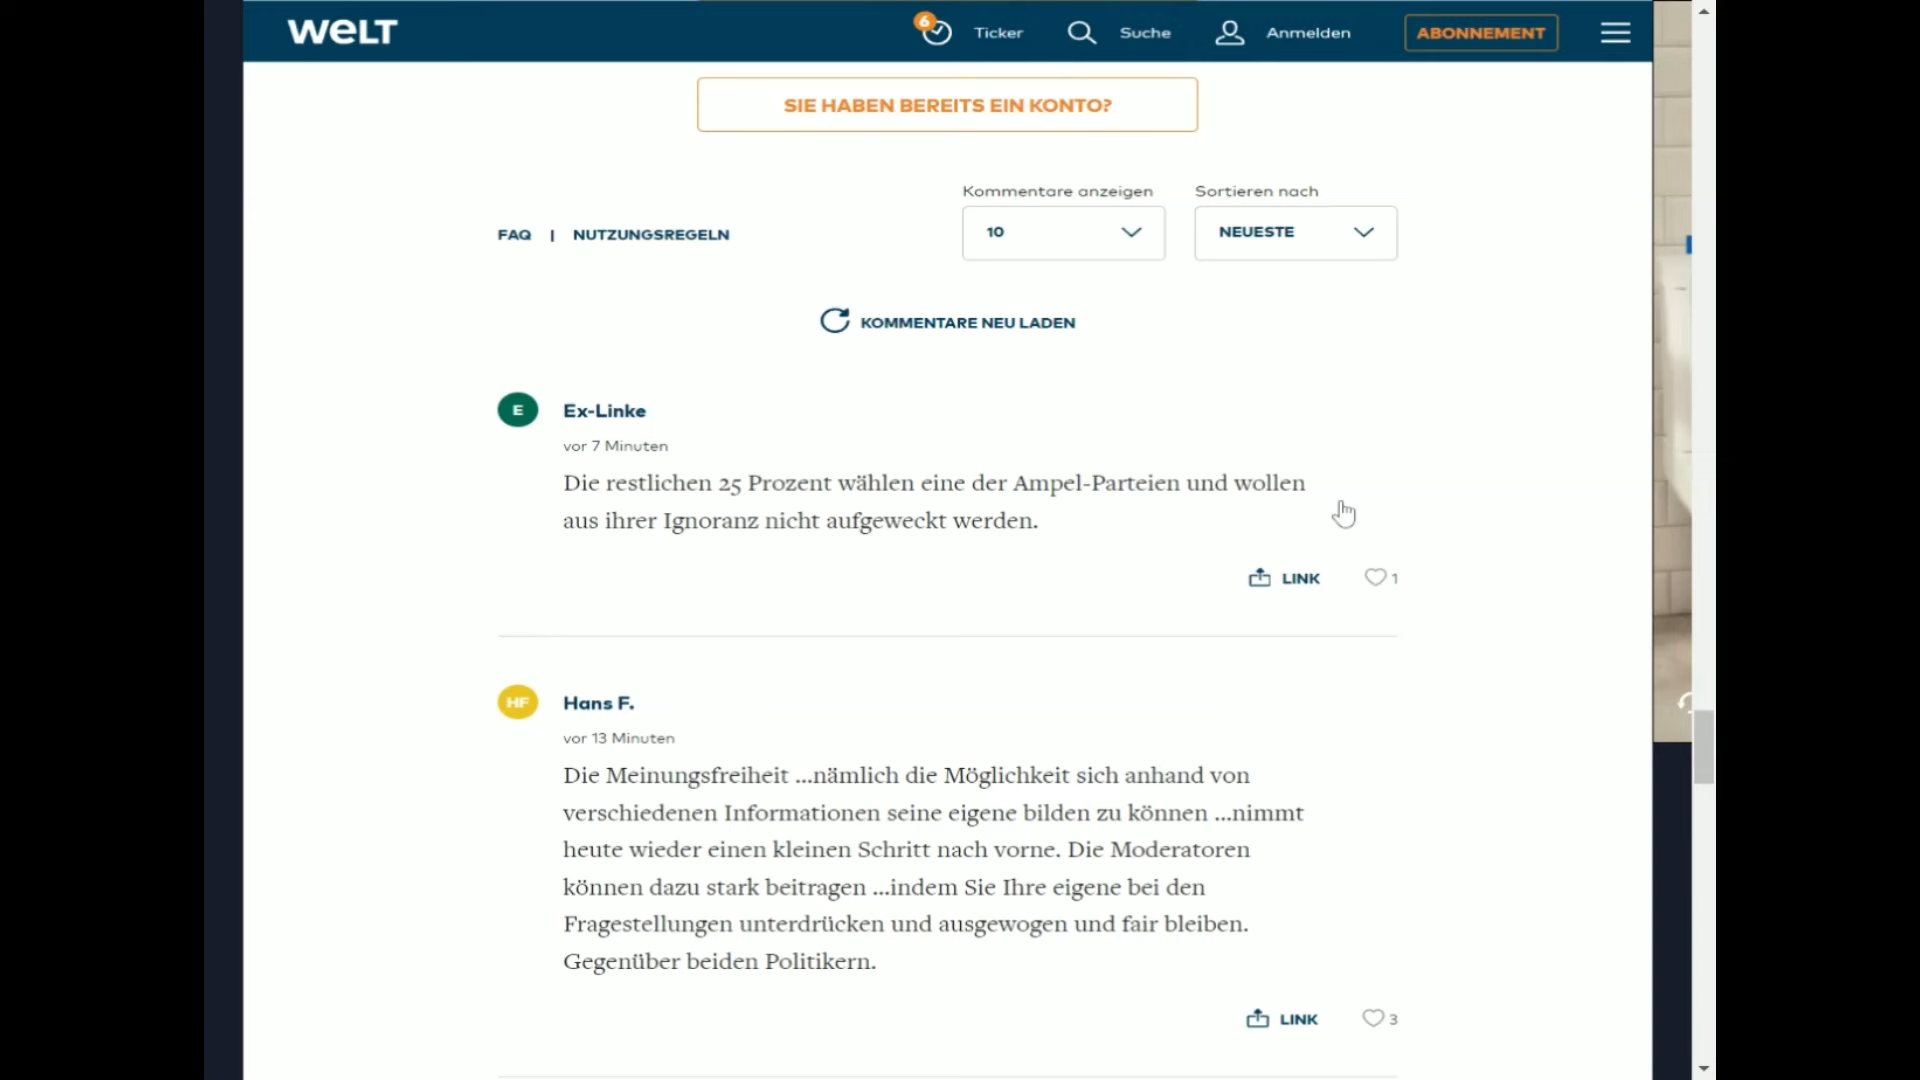 WELT
6
Ticker
Suche
Anmelden
ABONNEMENT
SIE HABEN BEREITS EIN KONTO?
Kommentare anzeigen
Sortieren nach
FAQ | NUTZUNGSREGELN
10
NEUESTE
KOMMENTARE NEU LADEN
E
Ex-Linke
vor 7 Minuten
Die restlichen 25 Prozent wählen eine der Ampel-Parteien und wollen
aus ihrer Ignoranz nicht aufgeweckt werden.
LINK
1
HF
Hans F.
vor 13 Minuten
Die Meinungsfreiheit ...nämlich die Möglichkeit sich anhand von
verschiedenen Informationen seine eigene bilden zu können ...nimmt
heute wieder einen kleinen Schritt nach vorne. Die Moderatoren
können dazu stark beitragen ...indem Sie Ihre eigene bei den
Fragestellungen unterdrücken und ausgewogen und fair bleiben.
Gegenüber beiden Politikern.
LINK
3